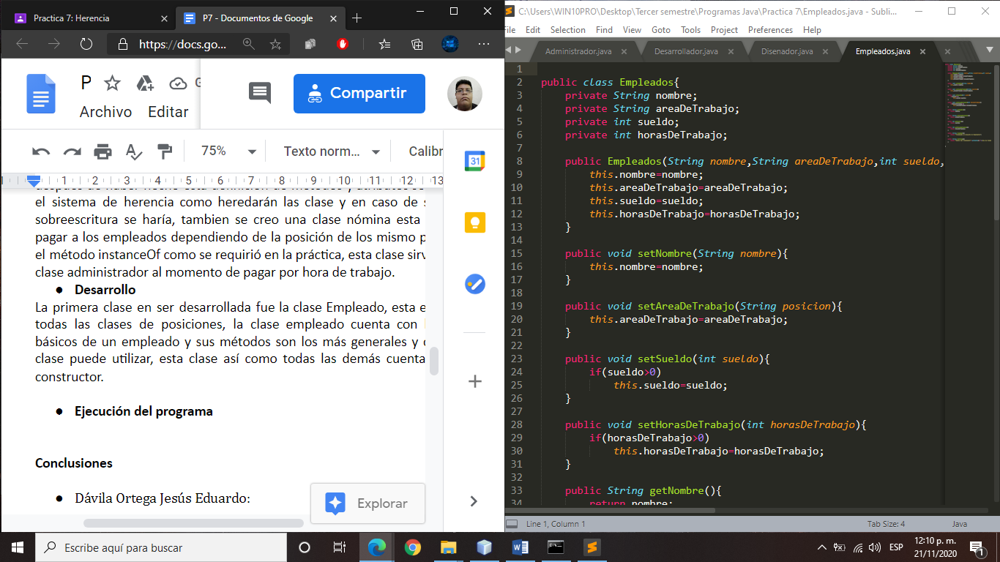 Practica 7: Herencia
P7 - Documentos de Google
https://docs.go...
P
Archivo Editar
Compartir
75%
Texto norm...
Calibr
1 1 2 3 4 5 6 7 8 9 10 11 12 13
el sistema de herencia como heredarán las clase y en caso de s
sobreescritura se haría, tambien se creo una clase nómina esta
pagar a los empleados dependiendo de la posición de los mismo p
el método instanceOf como se requirió en la práctica, esta clase sirv
clase administrador al momento de pagar por hora de trabajo.
● Desarrollo
La primera clase en ser desarrollada fue la clase Empleado, esta e
todas las clases de posiciones, la clase empleado cuenta con
básicos de un empleado y sus métodos son los más generales y
clase puede utilizar, esta clase así como todas las demás cuenta
constructor.
● Ejecución del programa
Conclusiones
● Dávila Ortega Jesús Eduardo:
Explorar
31
C:\Users\WIN10PRO\Desktop\Tercer semestre\Programas Java\Practica 7\Empleados.java - Subli...
File Edit Selection Find View Goto Tools Project Preferences Help
Administrador.java Desarrollador.java Disenador.java Empleados.java
1
2 public class Empleados{
3 private String nombre;
4 private String areaDeTrabajo;
5 private int sueldo;
6 private int horasDeTrabajo;
7
8 public Empleados(String nombre,String areaDeTrabajo,int sueldo,
9 this.nombre=nombre;
10 this.areaDeTrabajo=areaDeTrabajo;
11 this.sueldo=sueldo;
12 this.horasDeTrabajo=horasDeTrabajo;
13 }
14
15 public void setNombre(String nombre){
16 this.nombre=nombre;
17 }
18
19 public void setAreaDeTrabajo(String posicion){
20 this.areaDeTrabajo=areaDeTrabajo;
21 }
22
23 public void setSueldo(int sueldo){
24 if(sueldo>0)
25 this.sueldo=sueldo;
26 }
27
28 public void setHorasDeTrabajo(int horasDeTrabajo){
29 if(horasDeTrabajo>0)
30 this.horasDeTrabajo=horasDeTrabajo;
31 }
32
33 public String getNombre(){
34 return nombre;
Line 1, Column 1
Tab Size: 4
Java
Escribe aquí para buscar
ESP
12:10 p. m.
21/11/2020
1